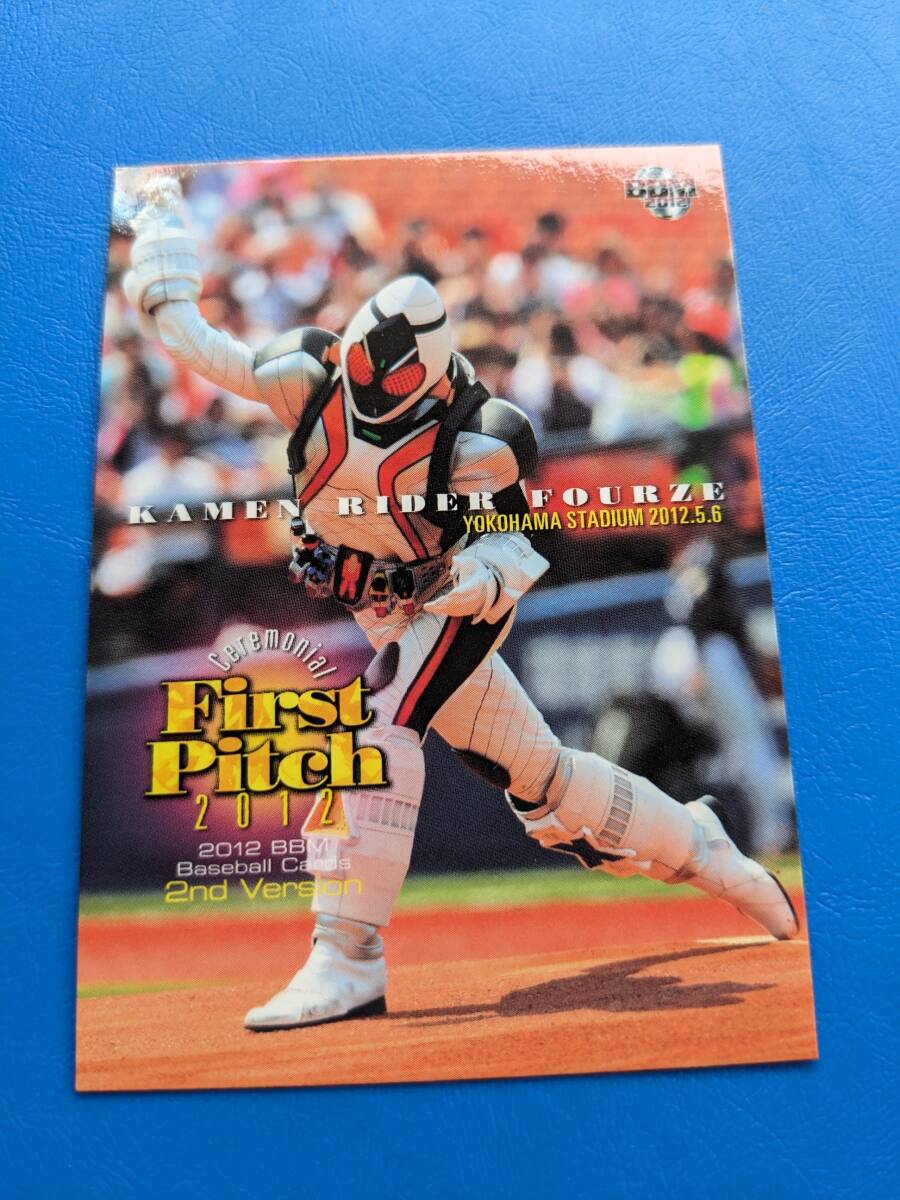 BBM
2012
KAMEN RIDER FOURZE
YOKOHAMA STADIUM 2012.5.6
Ceremonial
First
Pitch
2012
2012 BBM
Baseball Cards
2nd Version